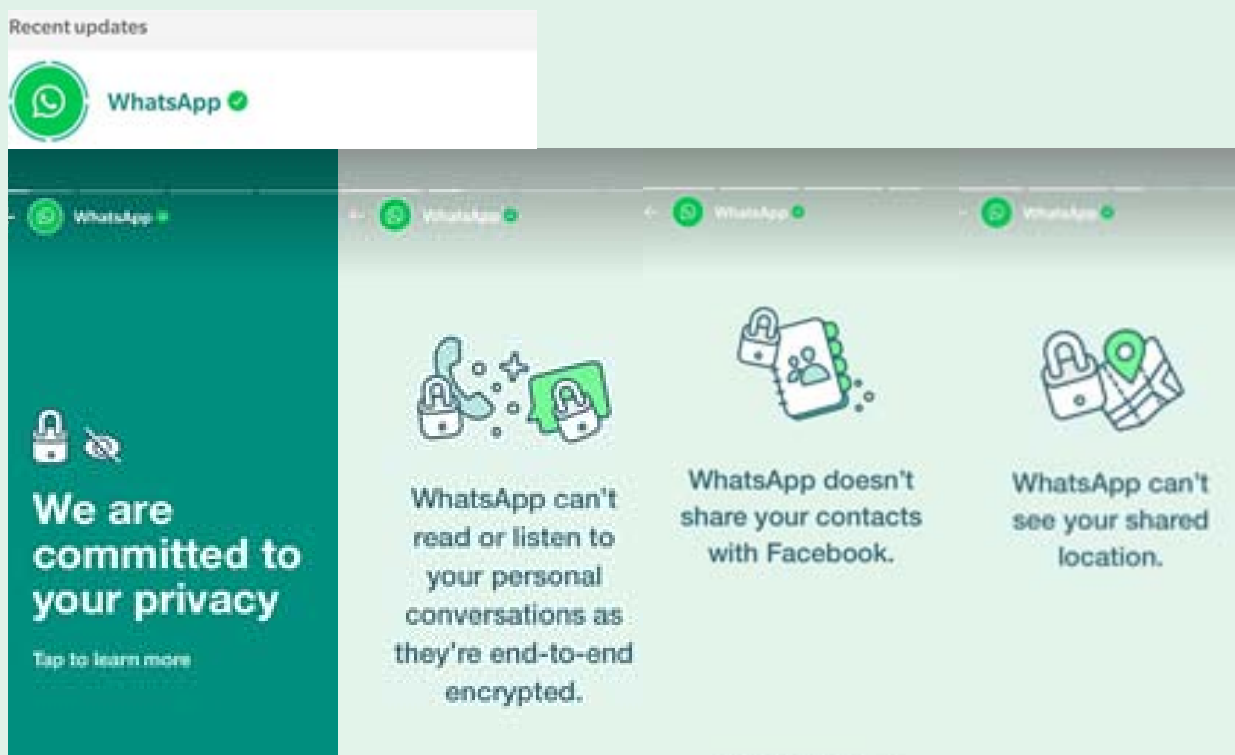 Recent updates
WhatsApp
WhatsApp
We are
committed to
your privacy
Tap to learn more
WhatsApp
WhatsApp can't
read or listen to
your personal
conversations as
they're end-to-end
encrypted.
WhatsApp
WhatsApp doesn't
share your contacts
with Facebook.
WhatsApp
WhatsApp can't
see your shared
location.